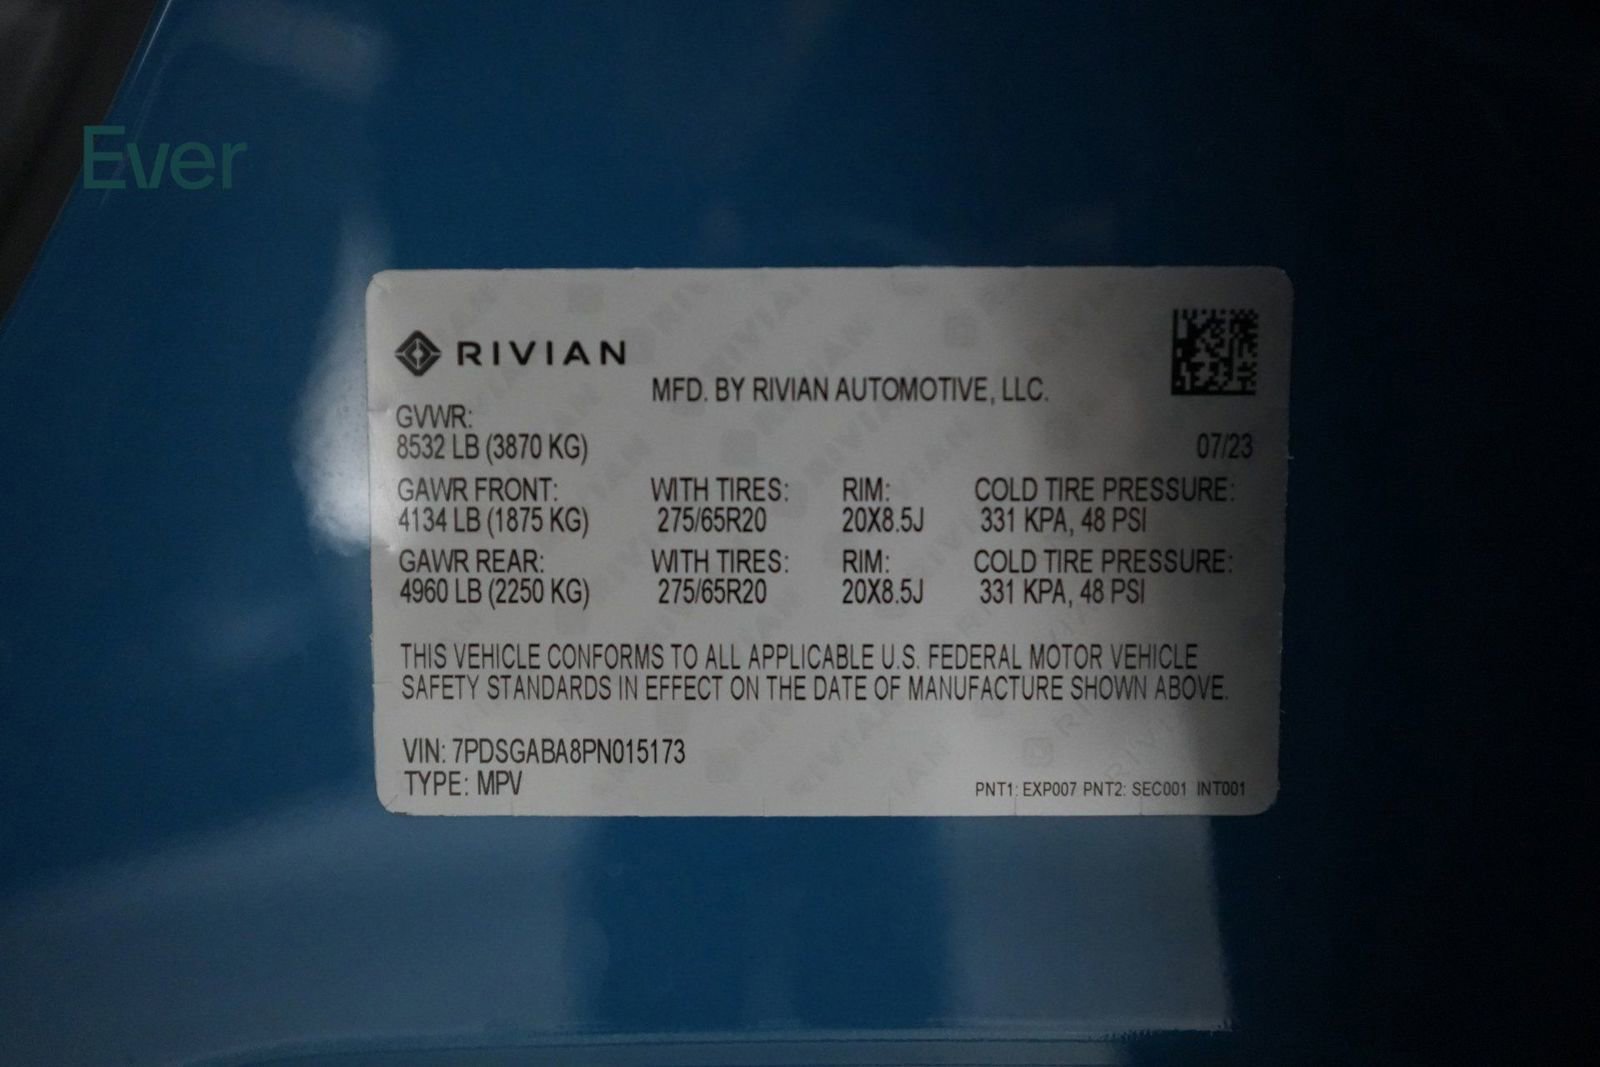 Ever
RIVIAN
MFD. BY RIVIAN AUTOMOTIVE, LLC.
GVWR:
8532 LB (3870 KG) 07/23
GAWR FRONT: WITH TIRES: RIM: COLD TIRE PRESSURE:
4134 LB (1875 KG) 275/65R20 20X8.5J 331 KPA, 48 PSI
GAWR REAR: WITH TIRES: RIM: COLD TIRE PRESSURE:
4960 LB (2250 KG) 275/65R20 20X8.5J 331 KPA, 48 PSI
THIS VEHICLE CONFORMS TO ALL APPLICABLE U.S. FEDERAL MOTOR VEHICLE
SAFETY STANDARDS IN EFFECT ON THE DATE OF MANUFACTURE SHOWN ABOVE.
VIN: 7PDSGABA8PN015173
TYPE: MPV PNT1: EXP007 PNT2: SEC001 INT001